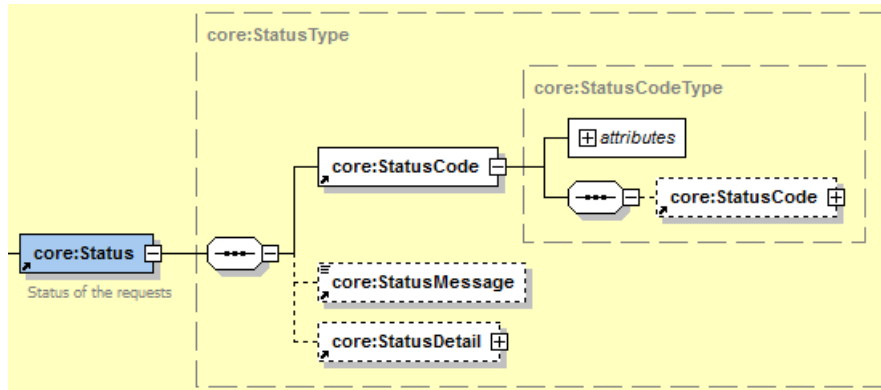 core:StatusType
core:StatusCodeType
attributes
core:StatusCode
core:StatusCode
core:Status
Status of the requests
core:StatusMessage
core:StatusDetail